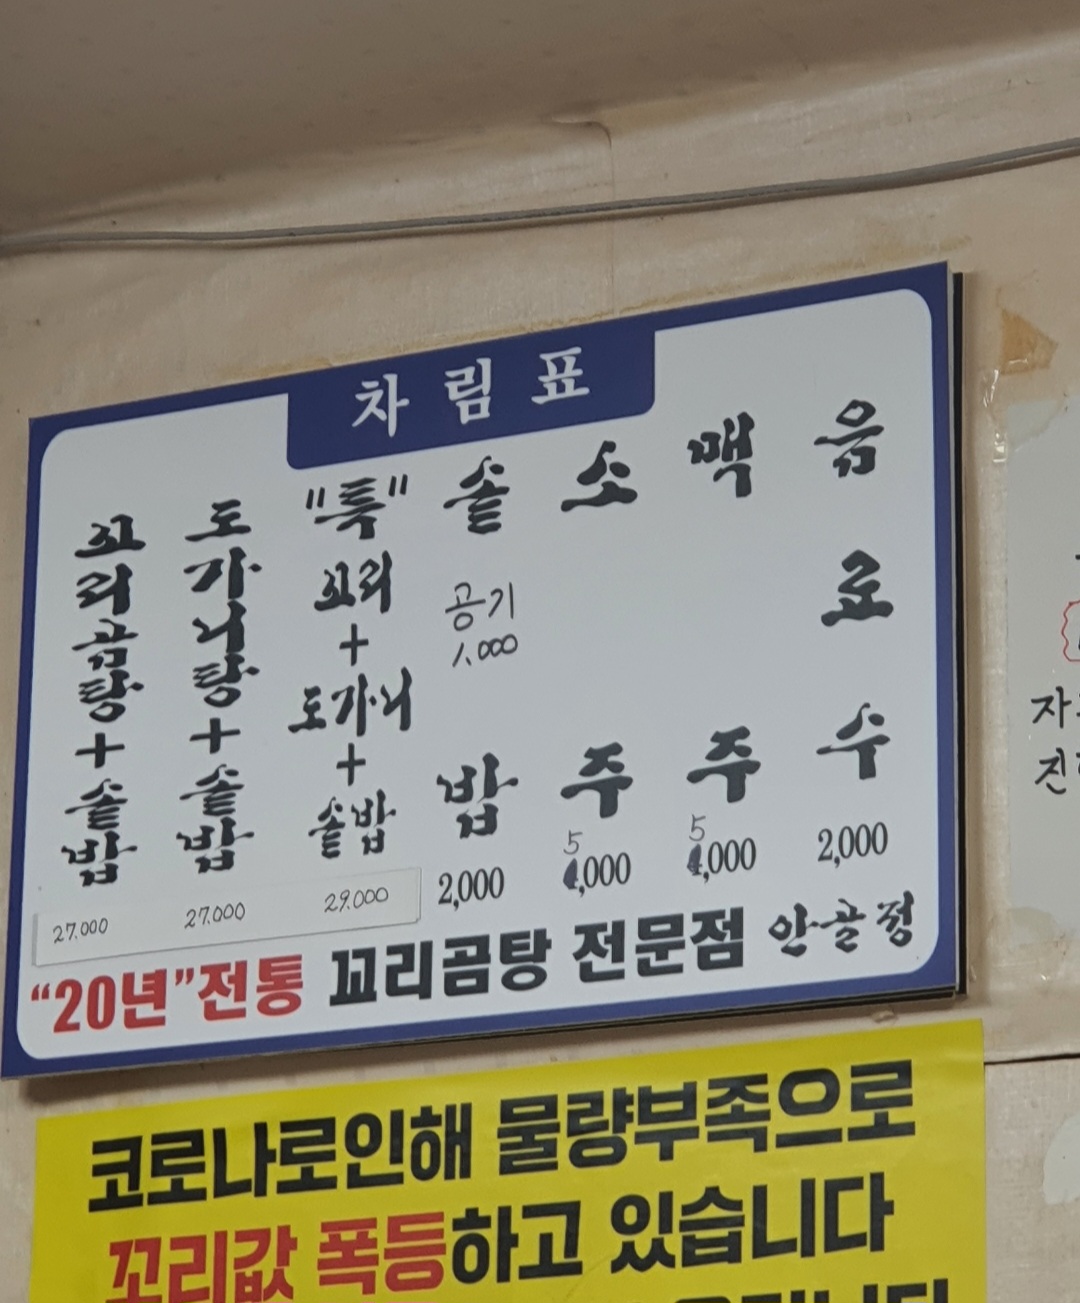 차림표
꼬리곰탕+솥밥
27.000
도가니탕+솥밥
27.000
"특"꼬리+도가니+솥밥
29.000
솥밥
공기
1.000
2,000
소주
5
4,000
맥주
5
4,000
음료수
2,000
“20년”전통 꼬리곰탕 전문점 안골정
코로나로인해 물량부족으로
꼬리값 폭등하고 있습니다